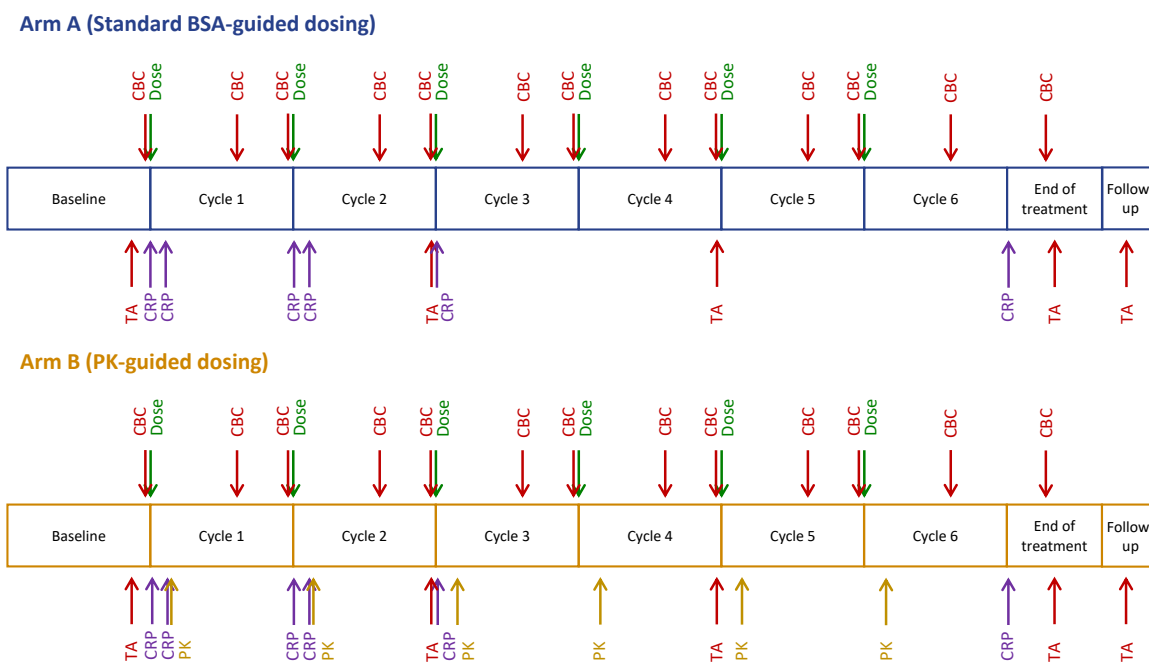 Arm A (Standard BSA-guided dosing)
CBC Dose CBC CBC Dose CBC CBC Dose CBC CBC Dose CBC CBC Dose CBC CBC Dose CBC CBC
Baseline Cycle 1 Cycle 2 Cycle 3 Cycle 4 Cycle 5 Cycle 6 End of treatment Follow up
TA CRP CRP CRP CRP TA CRP TA CRP TA TA
Arm B (PK-guided dosing)
CBC Dose CBC CBC Dose CBC CBC Dose CBC CBC Dose CBC CBC Dose CBC CBC Dose CBC CBC
Baseline Cycle 1 Cycle 2 Cycle 3 Cycle 4 Cycle 5 Cycle 6 End of treatment Follow up
TA CRP CRP PK CRP CRP PK TA CRP PK PK TA PK PK CRP TA TA